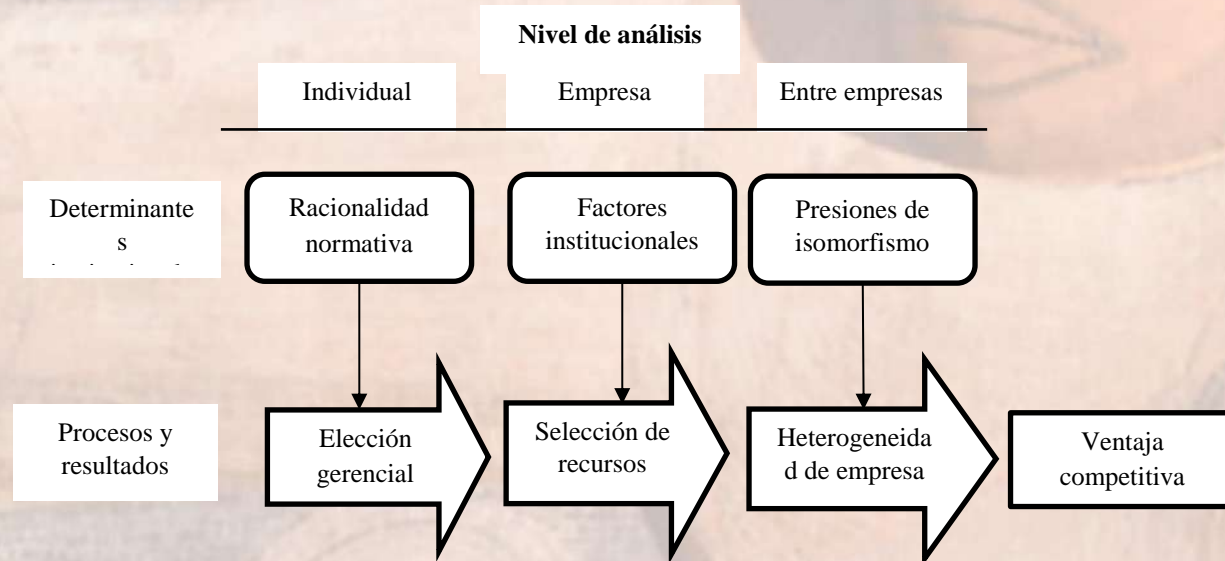 Nivel de análisis
Individual
Empresa
Entre empresas
Determinante
s
Racionalidad
normativa
Factores
institucionales
Presiones de
isomorfismo
Procesos y
resultados
Elección
gerencial
Selección de
recursos
Heterogeneida
d de empresa
Ventaja
competitiva